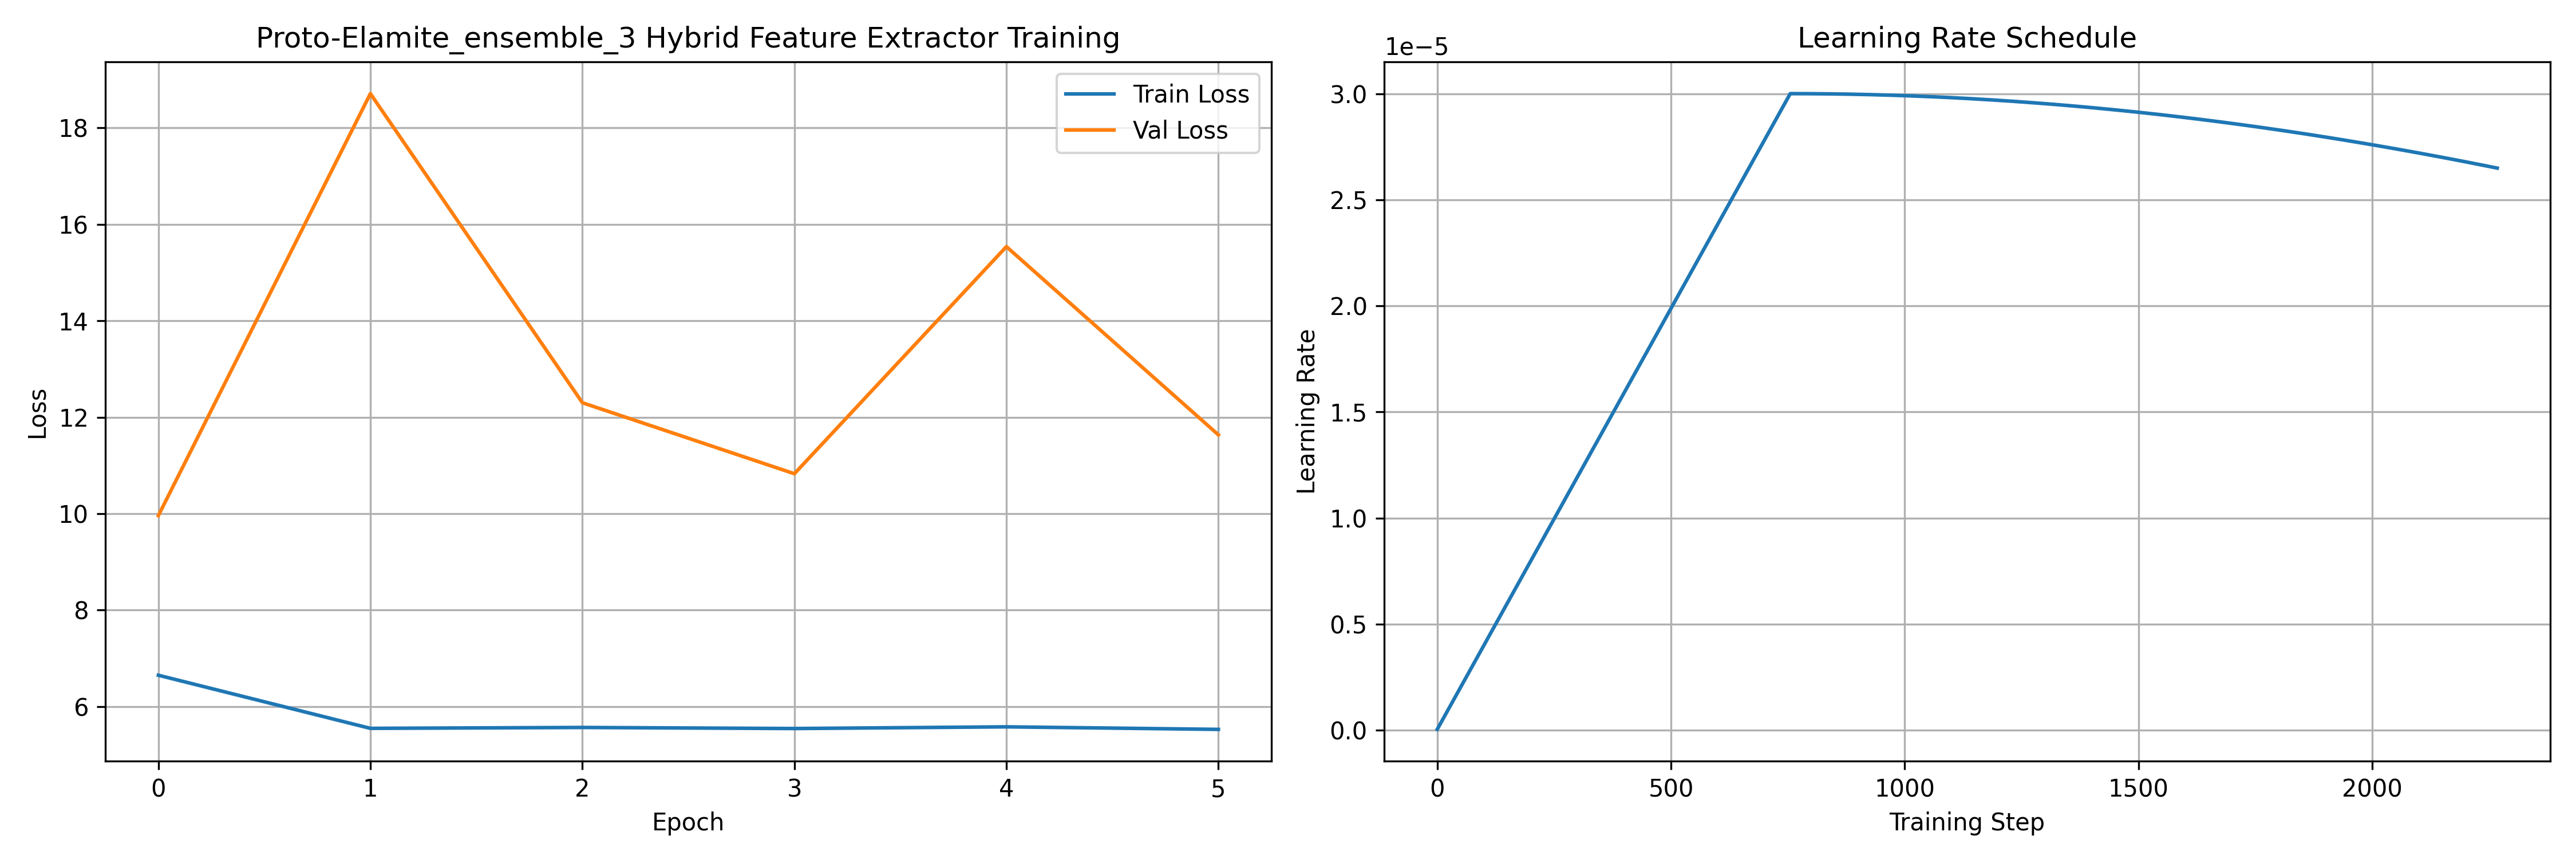 Proto-Elamite_ensemble_3 Hybrid Feature Extractor Training
Train Loss
Val Loss
18
16
14
12
10
8
6
Loss
0 1 2 3 4 5
Epoch
Learning Rate Schedule
1e−5
3.0
2.5
2.0
1.5
1.0
0.5
0.0
Learning Rate
0 500 1000 1500 2000
Training Step